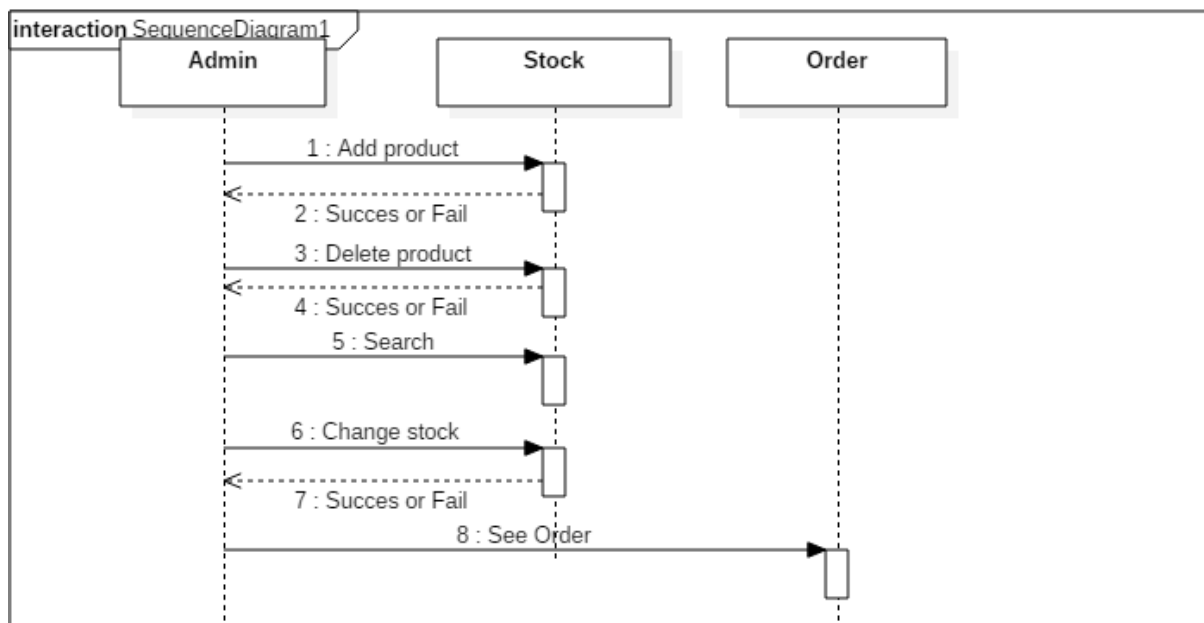 interaction SequenceDiagram1
Admin
Stock
Order
1 : Add product
2 : Succes or Fail
3 : Delete product
4 : Succes or Fail
5 : Search
6 : Change stock
7 : Succes or Fail
8 : See Order